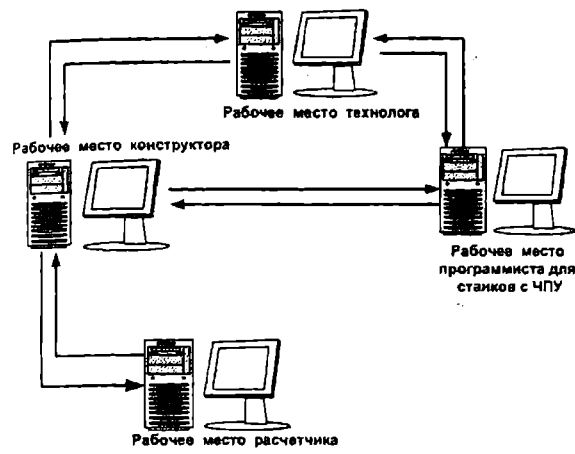 Рабочее место технолога
Рабочее место конструктора
Рабочее место
программиста для
станков с ЧПУ
Рабочее место расчетчика